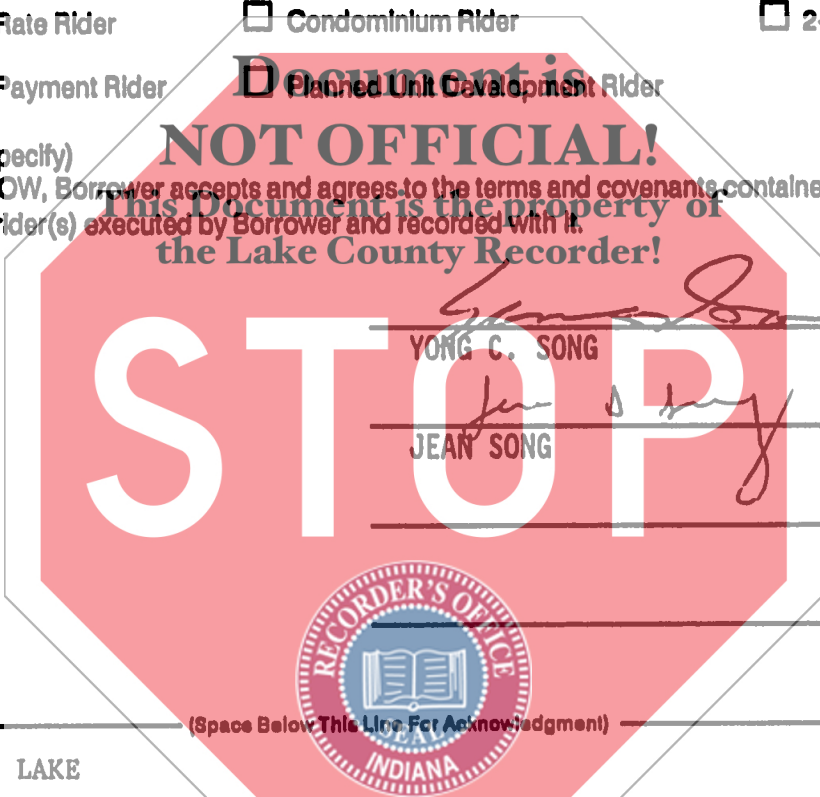 Rate Rider ☐ Condominium Rider ☐ 2
Payment Rider ☐ Planned Unit Development Rider
Document is
NOT OFFICIAL!
pecify)
OW, Borrower accepts and agrees to the terms and covenants containe
This Document is the property of
ider(s) executed by Borrower and recorded with it.
the Lake County Recorder!
YONG C. SONG
JEAN SONG
STOP
RECORDER'S OFFICE
(Space Below This Line For Acknowledgment)
SEAL
INDIANA
LAKE